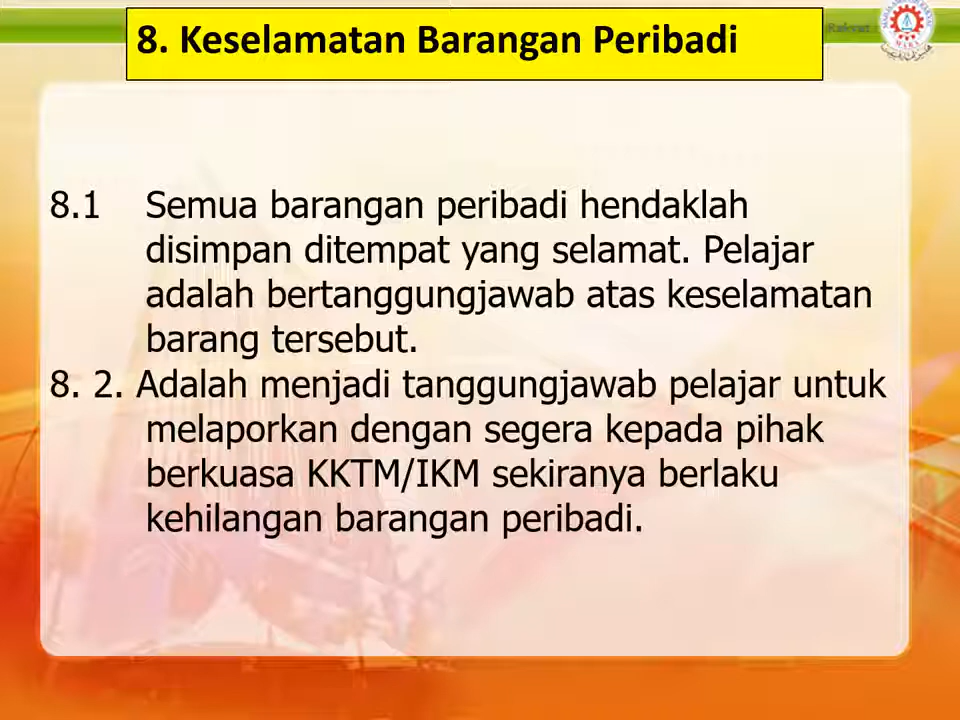 8. Keselamatan Barangan Peribadi
Rakyat
8.1 Semua barangan peribadi hendaklah
disimpan ditempat yang selamat. Pelajar
adalah bertanggungjawab atas keselamatan
barang tersebut.
8. 2. Adalah menjadi tanggungjawab pelajar untuk
melaporkan dengan segera kepada pihak
berkuasa KKTM/IKM sekiranya berlaku
kehilangan barangan peribadi.